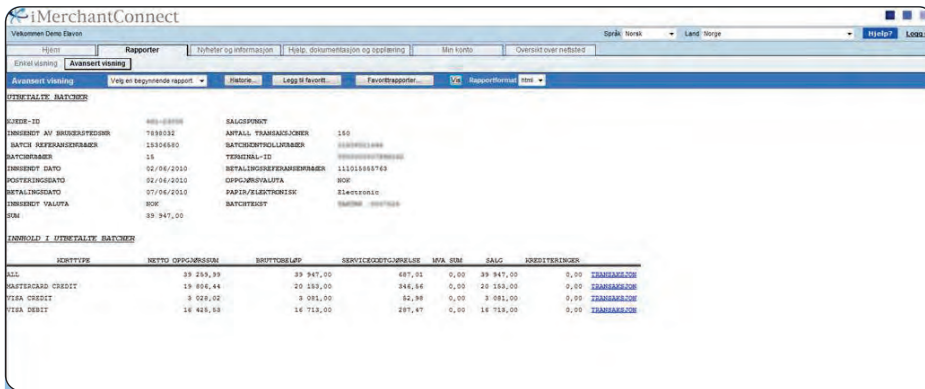 iMerchantConnect
Velkommen Demo Elavon Språk Norsk Land Norge Hjelp? Logg
Hjem Rapporter Nyheter og informasjon Hjelp, dokumentasjon og opplæring Min konto Oversikt over nettsted
Enkel visning Avansert visning
Avansert visning Velg en begynnende rapport Historie... Legg til favoritt... Favorittrapporter... Vis Rapportformat html
UTBETALTE BATCHER
KJEDE-ID SALGSPUNKT
INNSENDT AV BRUKERSTEDSNR 7898032 ANTALL TRANSAKSJONER 150
BATCH REFERANSENUMMER 15306580 BATCHKONTROLLNUMMER
BATCHNUMMER 15 TERMINAL-ID
INNSENDT DATO 02/06/2010 BETALINGSREFERANSENUMMER 111015555763
POSTERINGSDATO 02/06/2010 OPPGJØRSVALUTA NOK
BETALINGSDATO 07/06/2010 PAPIR/ELEKTRONISK Electronic
INNSENDT VALUTA NOK BATCHTEKST
SUM 39 947,00
INNHOLD I UTBETALTE BATCHER
KORTTYPE NETTO OPPGJØRSSUM BRUTTOBELØP SERVICEGODTGJØRELSE MVA SUM SALG KREDITERINGER
ALL 39 259,99 39 947,00 687,01 0,00 39 947,00 0,00 TRANSAKSJON
MASTERCARD CREDIT 19 806,44 20 153,00 346,56 0,00 20 153,00 0,00 TRANSAKSJON
VISA CREDIT 3 028,02 3 081,00 52,98 0,00 3 081,00 0,00 TRANSAKSJON
VISA DEBIT 16 425,53 16 713,00 287,47 0,00 16 713,00 0,00 TRANSAKSJON